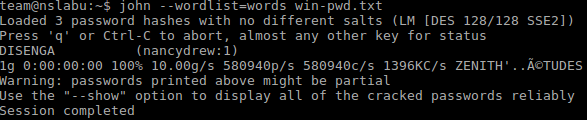 team@nslabu:~$ john --wordlist=words win-pwd.txt
Loaded 3 password hashes with no different salts (LM [DES 128/128 SSE2])
Press 'q' or Ctrl-C to abort, almost any other key for status
DISENGA          (nancydrew:1)
1g 0:00:00:00 100% 10.00g/s 580940p/s 580940c/s 1396KC/s ZENITH'..Ã©TUDES
Warning: passwords printed above might be partial
Use the "--show" option to display all of the cracked passwords reliably
Session completed